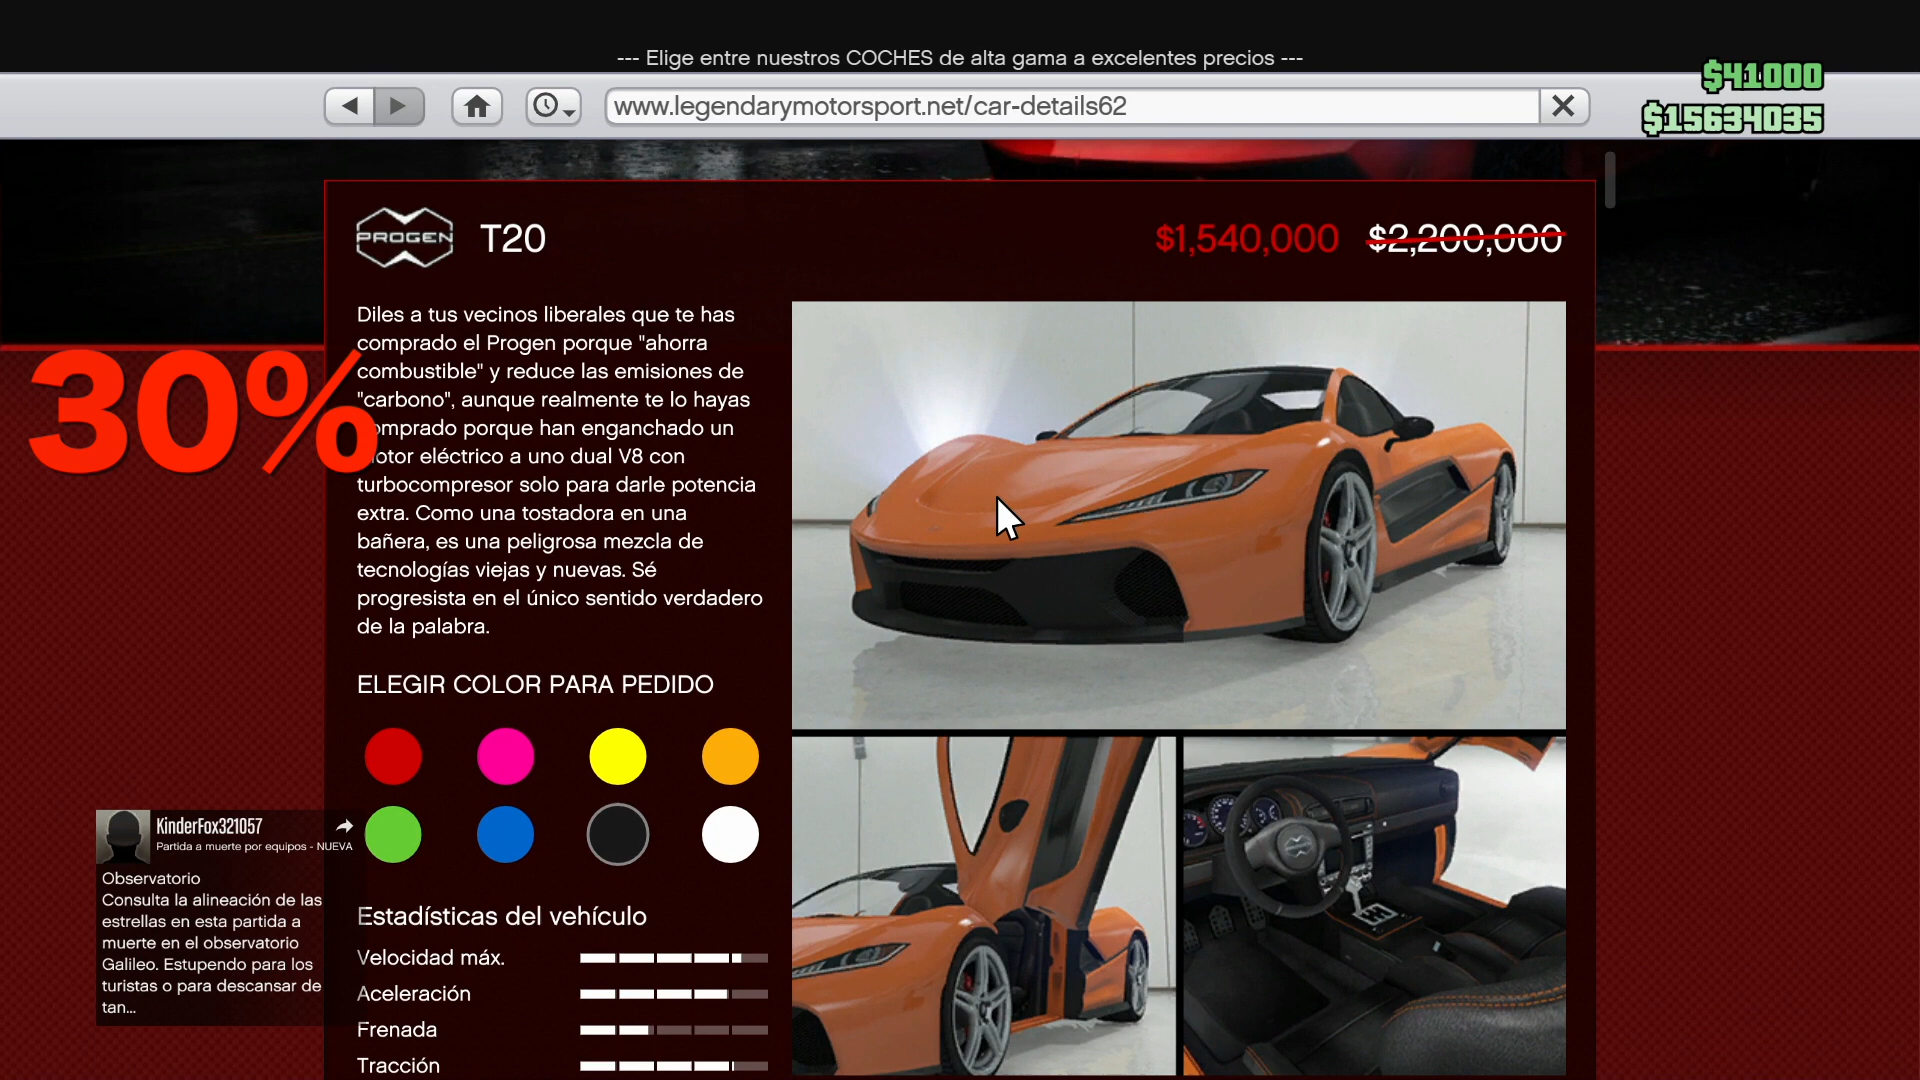 --- Elige entre nuestros COCHES de alta gama a excelentes precios ---
$41000
www.legendarymotorsport.net/car-details62
$15634035
PROGEN
T20
$1,540,000
$2,200,000
30%
Diles a tus vecinos liberales que te has
comprado el Progen porque "ahorra
combustible" y reduce las emisiones de
"carbono", aunque realmente te lo hayas
comprado porque han enganchado un
motor eléctrico a uno dual V8 con
turbocompresor solo para darle potencia
extra. Como una tostadora en una
bañera, es una peligrosa mezcla de
tecnologías viejas y nuevas. Sé
progresista en el único sentido verdadero
de la palabra.
ELEGIR COLOR PARA PEDIDO
KinderFox321057
Partida a muerte por equipos - NUEVA
Observatorio
Consulta la alineación de las
estrellas en esta partida a
muerte en el observatorio
Galileo. Estupendo para los
turistas o para descansar de
tan...
Estadísticas del vehículo
Velocidad máx.
Aceleración
Frenada
Tracción